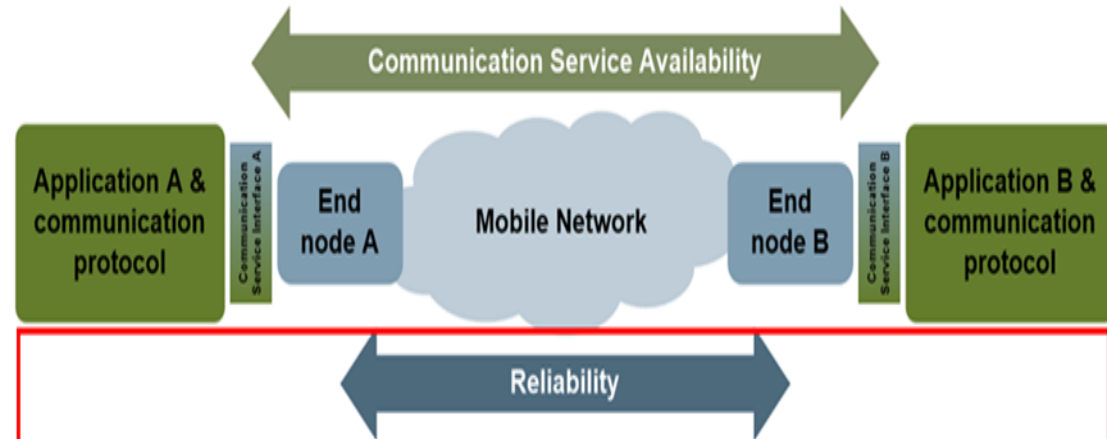 Communication Service Availability
Application A &
communication
protocol
Communication
Service Interface A
End
node A
Mobile Network
End
node B
Communication
Service Interface B
Application B &
communication
protocol
Reliability